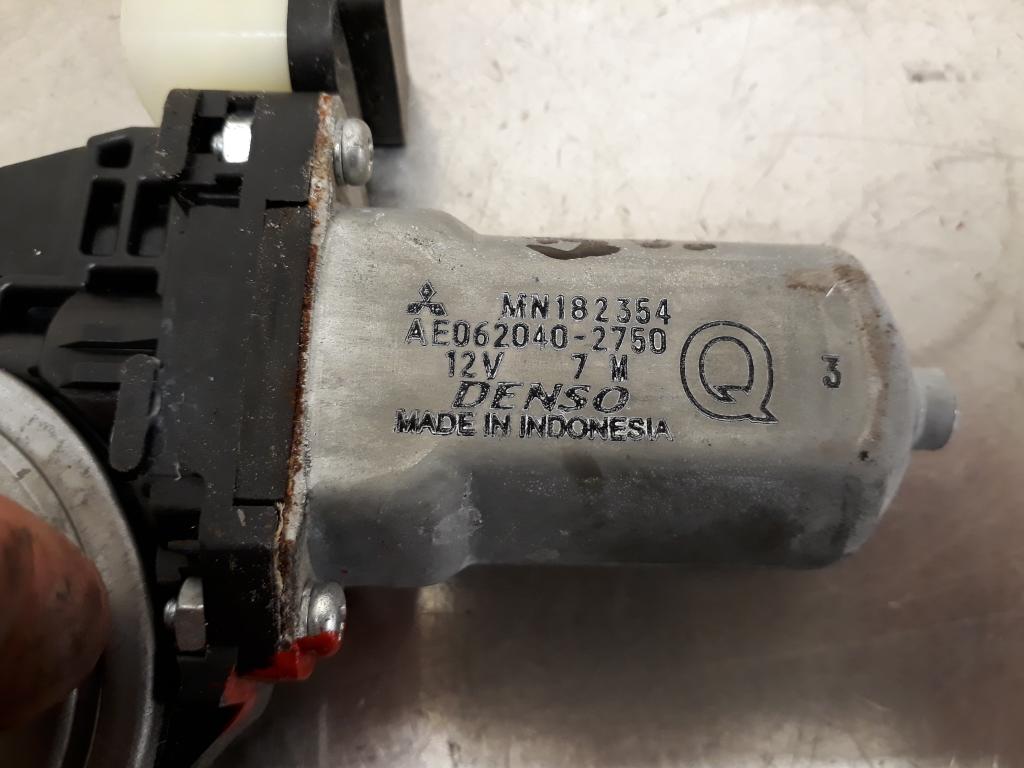 MN182354
AE062040-2750
12V 7 M
DENSO
MADE IN INDONESIA
Q
3